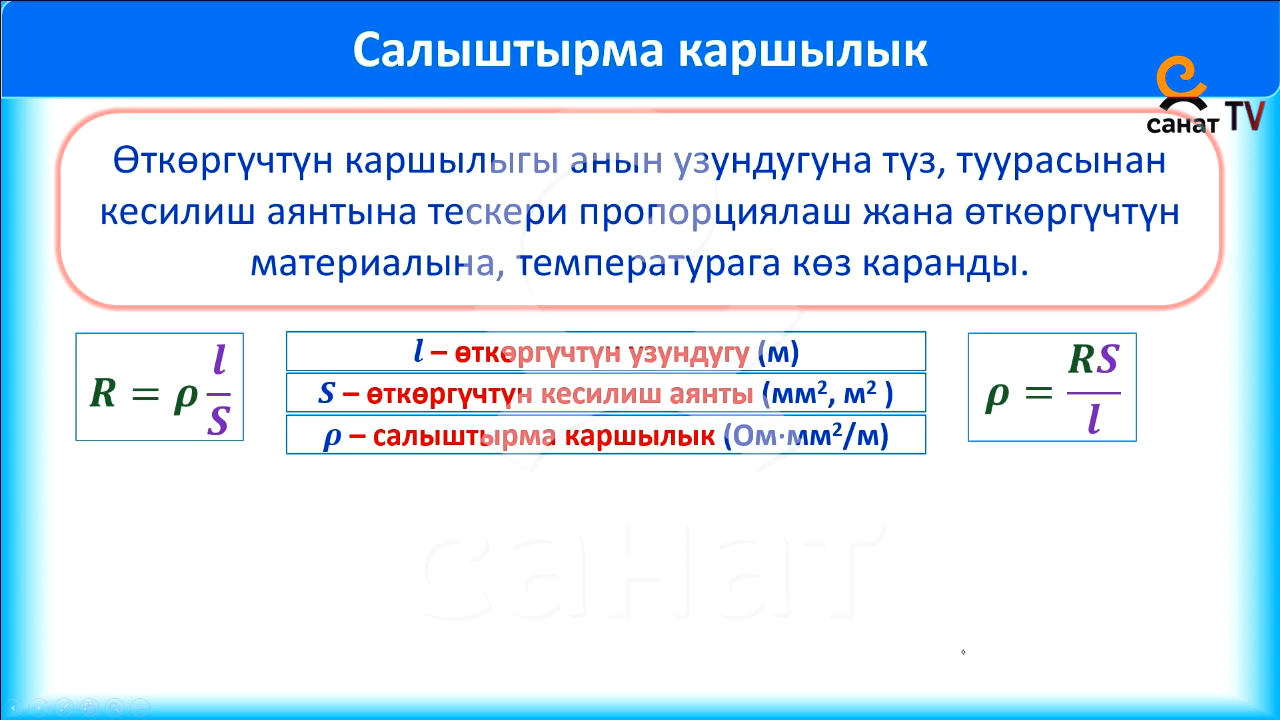 Салыштырма каршылык
санат TV
Өткөргүчтүн каршылыгы анын узундугуна түз, туурасынан
кесилиш аянтына тескери пропорциялаш жана өткөргүчтүн
материалына, температурага көз каранды.
R = ρ l/S
l – өткөргүчтүн узундугу (м)
S – өткөргүчтүн кесилиш аянты (мм², м² )
ρ – салыштырма каршылык (Ом·мм²/м)
ρ = RS/l
санат